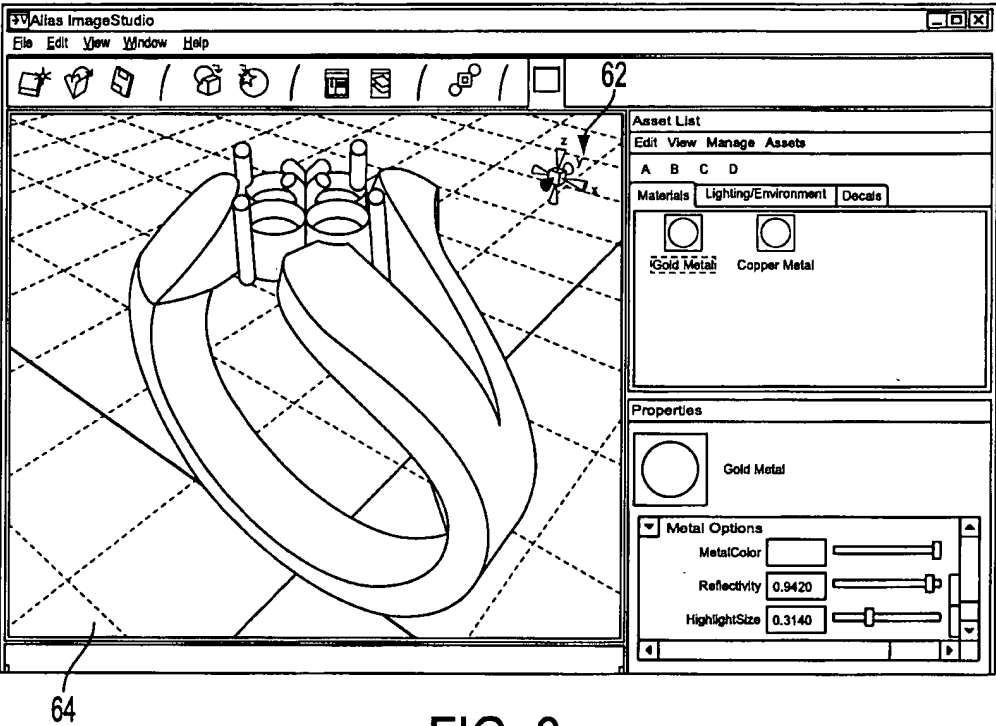 Alias ImageStudio
File Edit View Window Help
62
Asset List
Edit View Manage Assets
A B C D
Materials Lighting/Environment Decals
Gold Metal Copper Metal
z
Y
x
Properties
Gold Metal
Metal Options
MetalColor
Reflectivity 0.9420
HighlightSize 0.3140
64